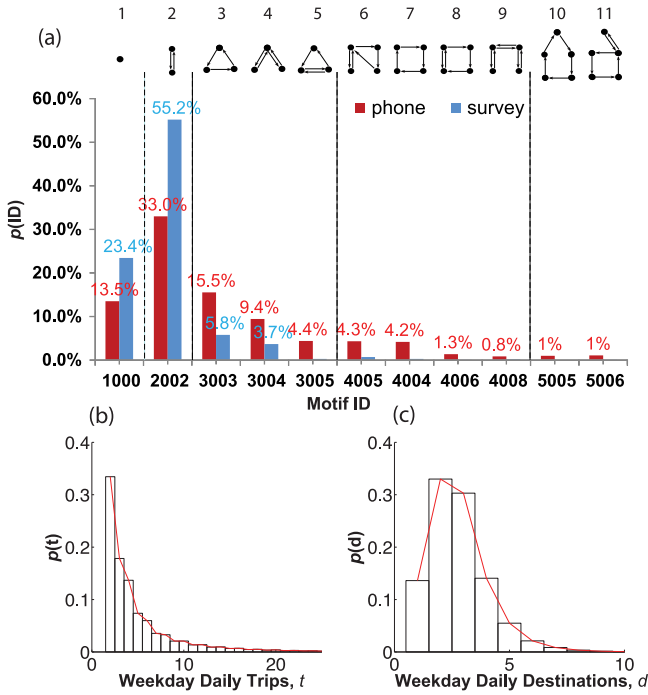 1 2 3 4 5 6 7 8 9 10 11
(a)
60.0%
50.0%
40.0%
30.0%
20.0%
10.0%
0.0%
p(ID)
phone survey
13.5% 23.4% 33.0% 55.2% 15.5% 5.8% 9.4% 3.7% 4.4% 4.3% 4.2% 1.3% 0.8% 1% 1%
1000 2002 3003 3004 3005 4005 4004 4006 4008 5005 5006
Motif ID
(b)
0.4
0.3
0.2
0.1
0
p(t)
0 10 20
Weekday Daily Trips, t
(c)
0.4
0.3
0.2
0.1
0
p(d)
0 5 10
Weekday Daily Destinations, d